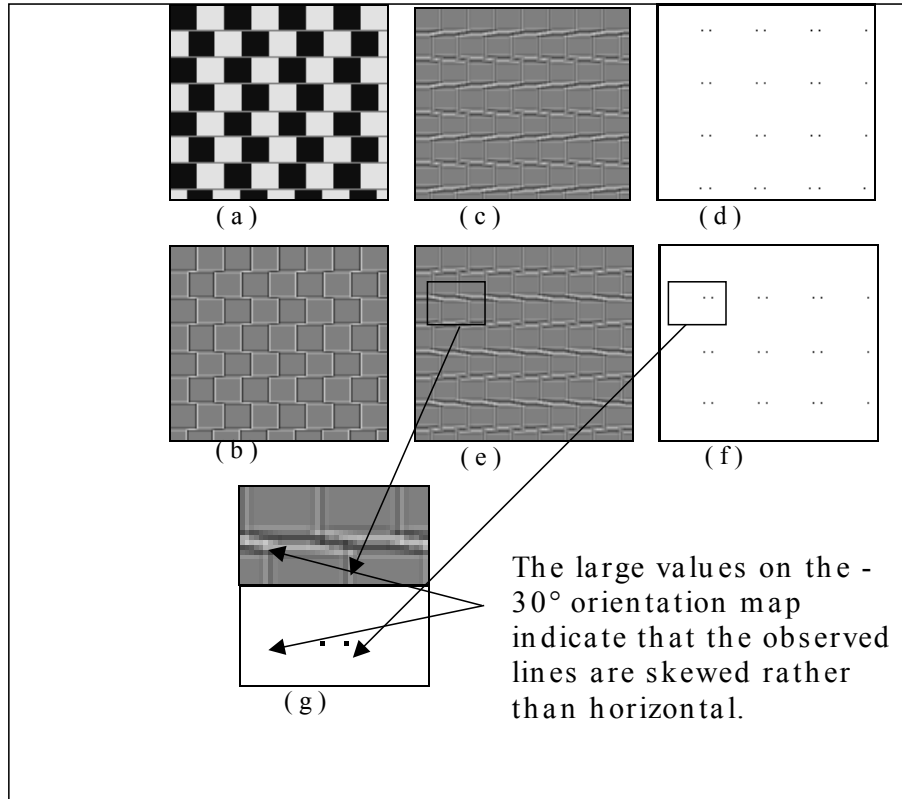 (a)
(c)
(d)
(b)
(e)
(f)
The large values on the -
30° orientation map
indicate that the observed
lines are skewed rather
than horizontal.
(g)